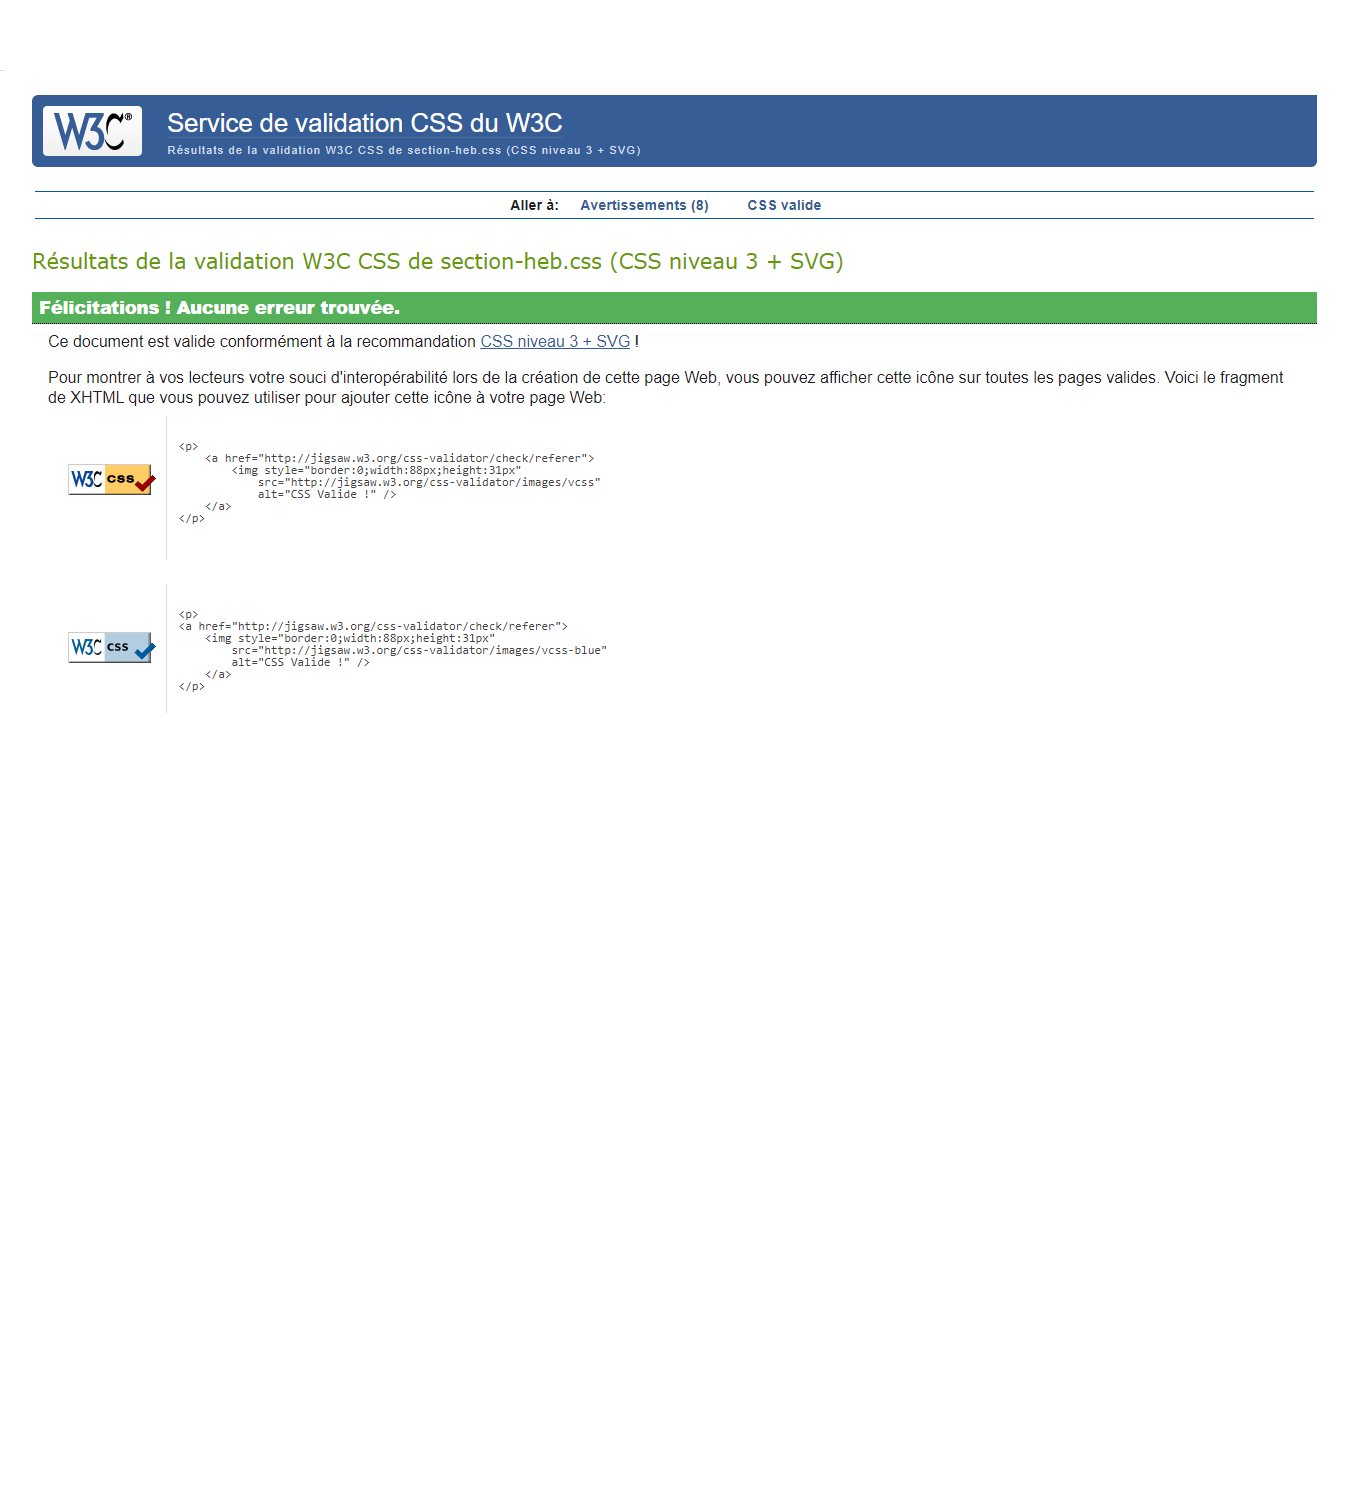 W3C®
Service de validation CSS du W3C
Résultats de la validation W3C CSS de section-heb.css (CSS niveau 3 + SVG)
Aller à: Avertissements (8) CSS valide
Résultats de la validation W3C CSS de section-heb.css (CSS niveau 3 + SVG)
Félicitations ! Aucune erreur trouvée.
Ce document est valide conformément à la recommandation CSS niveau 3 + SVG !
Pour montrer à vos lecteurs votre souci d'interopérabilité lors de la création de cette page Web, vous pouvez afficher cette icône sur toutes les pages valides. Voici le fragment
de XHTML que vous pouvez utiliser pour ajouter cette icône à votre page Web:
W3C css
<p>
    <a href="http://jigsaw.w3.org/css-validator/check/referer">
        <img style="border:0;width:88px;height:31px"
            src="http://jigsaw.w3.org/css-validator/images/vcss"
            alt="CSS Valide !" />
    </a>
</p>
W3C css
<p>
<a href="http://jigsaw.w3.org/css-validator/check/referer">
    <img style="border:0;width:88px;height:31px"
        src="http://jigsaw.w3.org/css-validator/images/vcss-blue"
        alt="CSS Valide !" />
    </a>
</p>